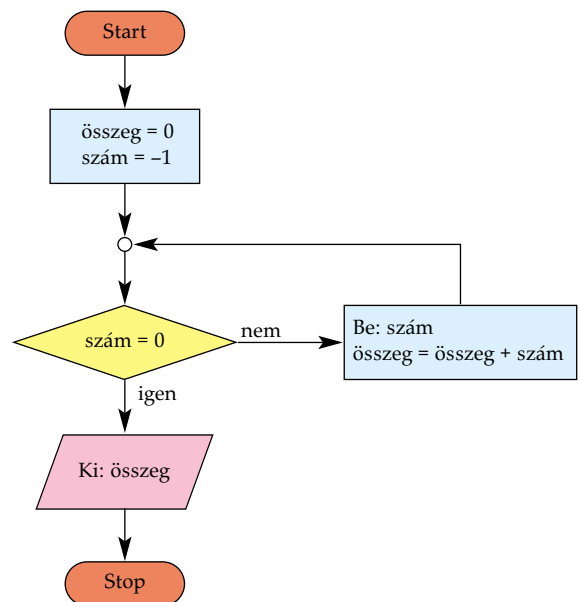 Start
összeg = 0
szám = –1
szám = 0
nem
Be: szám
összeg = összeg + szám
igen
Ki: összeg
Stop